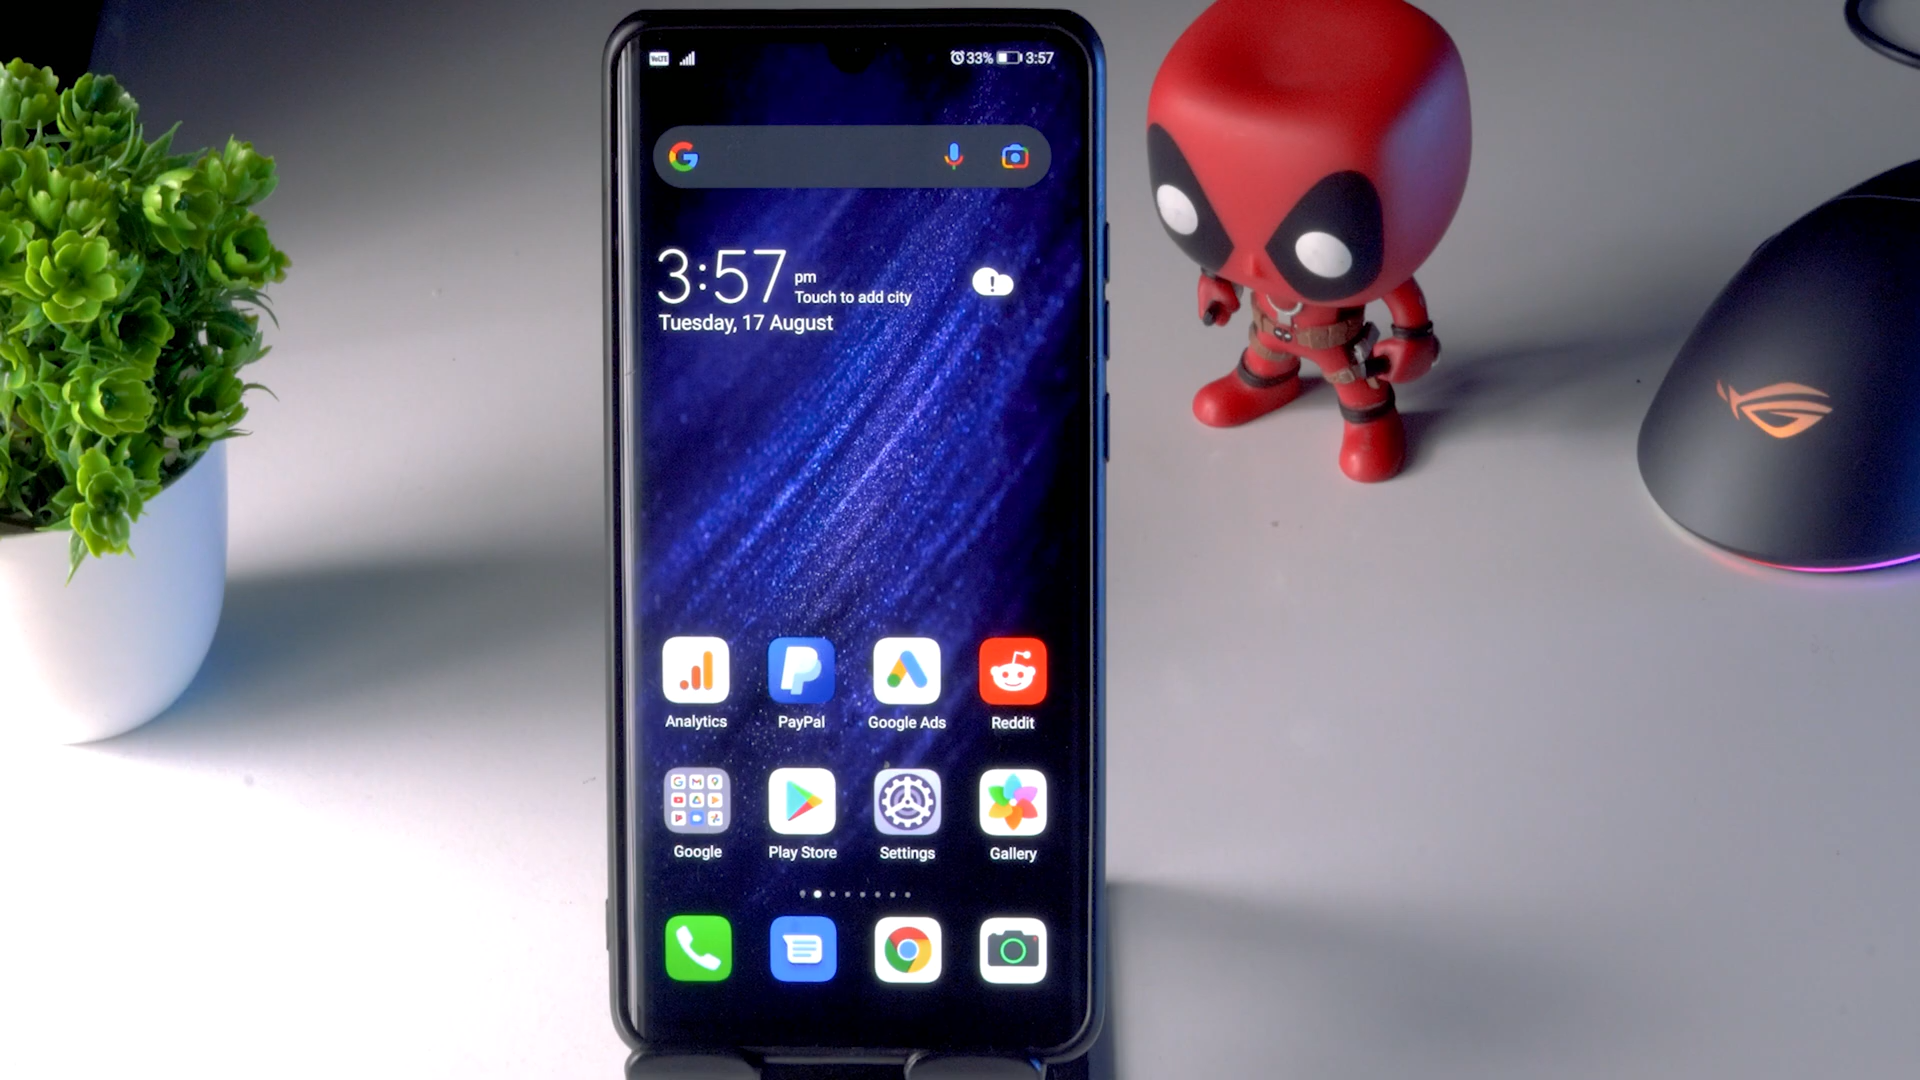 VoLTE 33% 3:57
3:57 pm
Touch to add city
Tuesday, 17 August
Analytics PayPal Google Ads Reddit
Google Play Store Settings Gallery